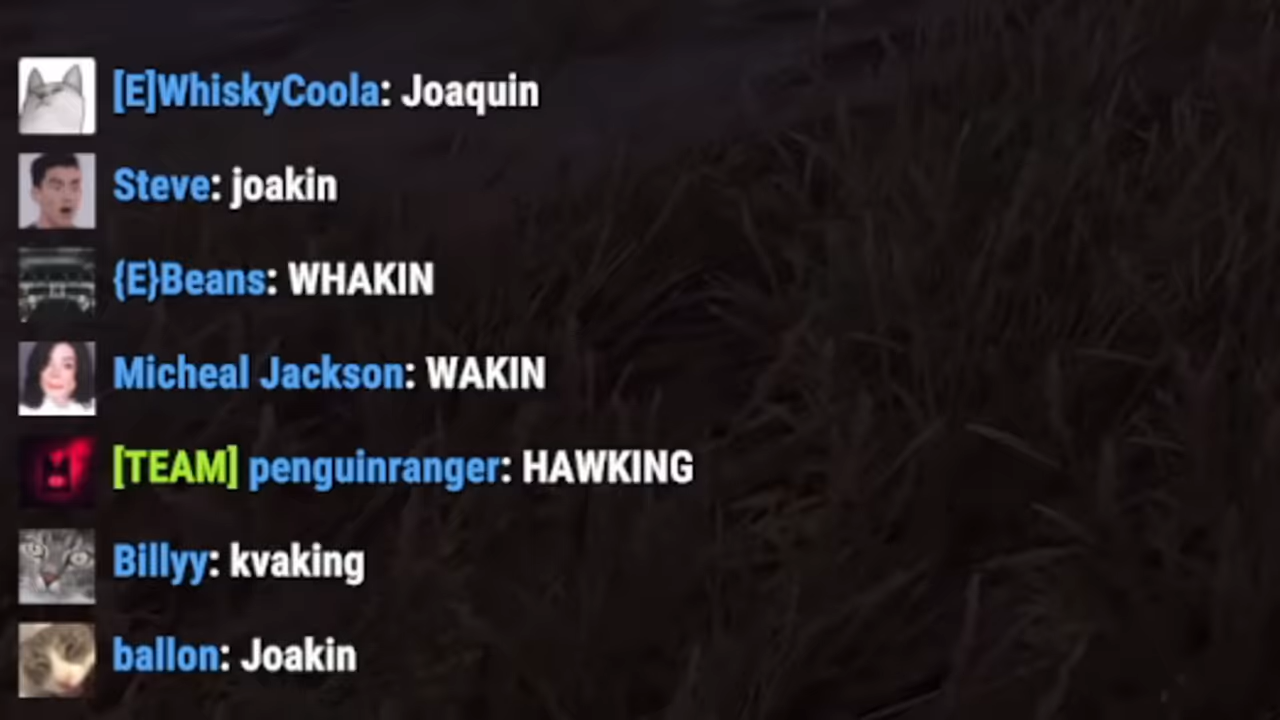 [E]WhiskyCoola: Joaquin
Steve: joakin
{E}Beans: WHAKIN
Micheal Jackson: WAKIN
[TEAM] penguinranger: HAWKING
Billyy: kvaking
ballon: Joakin